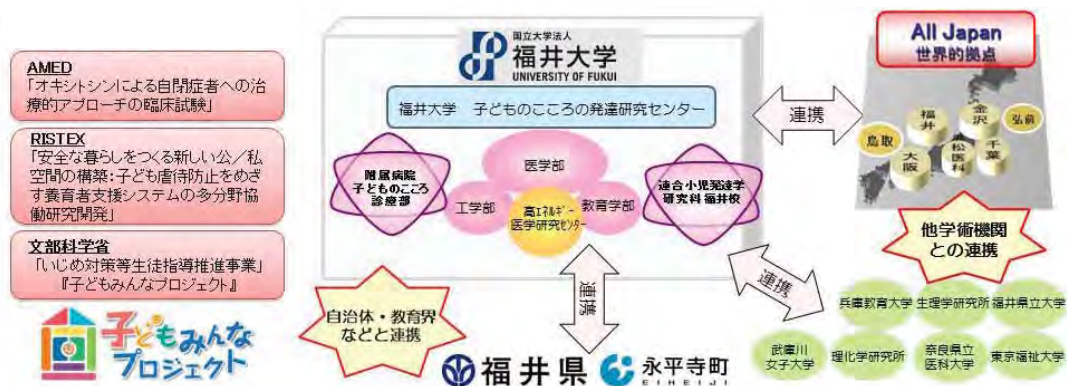 AMED
「オキシトシンによる自閉症者への治
療的アプローチの臨床試験」
RISTEX
「安全な暮らしをつくる新しい公／私
空間の構築：子ども虐待防止をめざ
す養育者支援システムの多分野協
働研究開発」
文部科学省
「いじめ対策等生徒指導推進事業」
『子どもみんなプロジェクト』
子どもみんな
プロジェクト
国立大学法人
福井大学
UNIVERSITY OF FUKUI
福井大学 子どものこころの発達研究センター
医学部
附属病院
子どものこころ
診療部
工学部
高エネルギー
医学研究センター
教育学部
連合小児発達学
研究科 福井校
自治体・教育界
などと連携
連携
福井県
永平寺町
EIHEIJI
連携
連携
All Japan
世界的拠点
福井
金沢
弘前
鳥取
大阪
松医科
千葉
他学術機関
との連携
兵庫教育大学
生理学研究所
福井県立大学
武庫川
女子大学
理化学研究所
奈良県立
医科大学
東京福祉大学